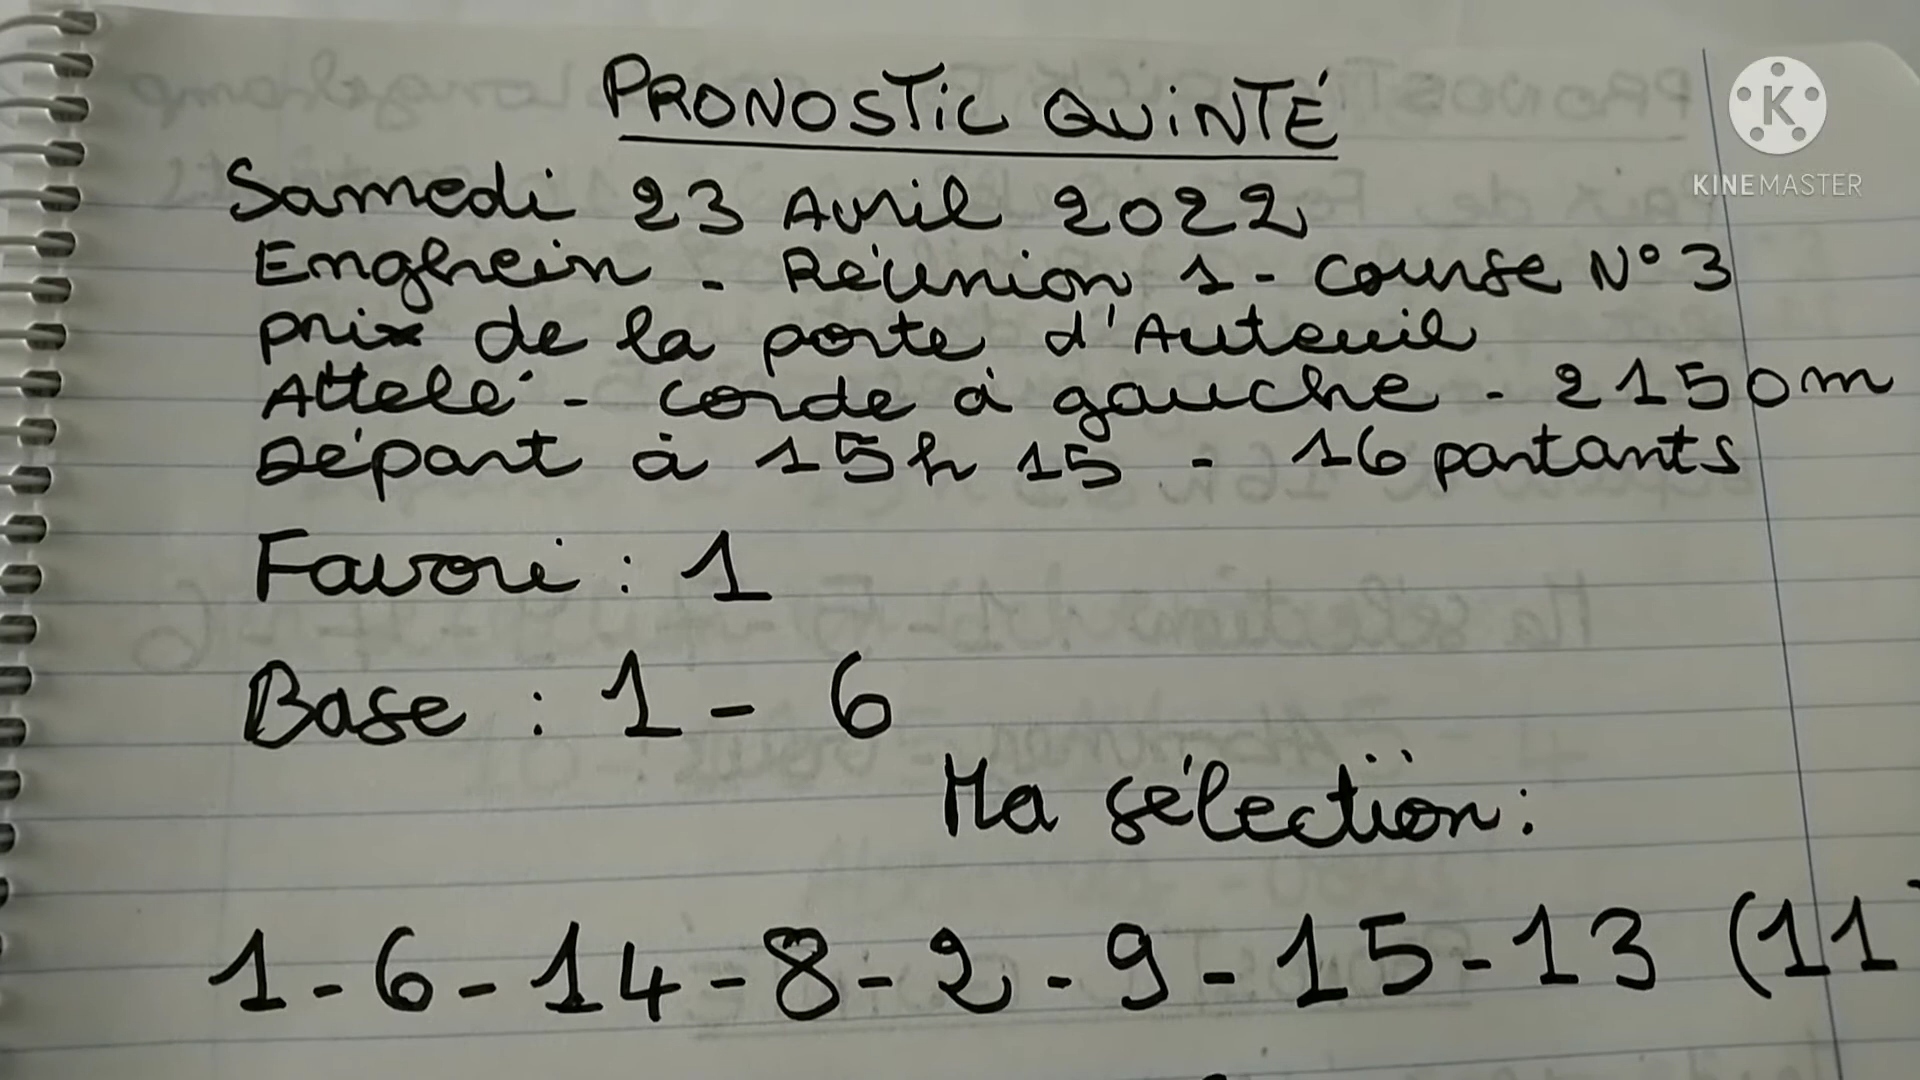 PRONOSTIC QUINTÉ
K
KINEMASTER
Samedi 23 Avril 2022
Enghein - Réunion 1 - course N° 3
prix de la porte d'Auteuil
Attelé - corde à gauche - 2150m
Départ à 15h15 - 16 partants
Favori : 1
Base : 1 - 6
Ma sélection :
1 - 6 - 14 - 8 - 2 - 9 - 15 - 13 (11